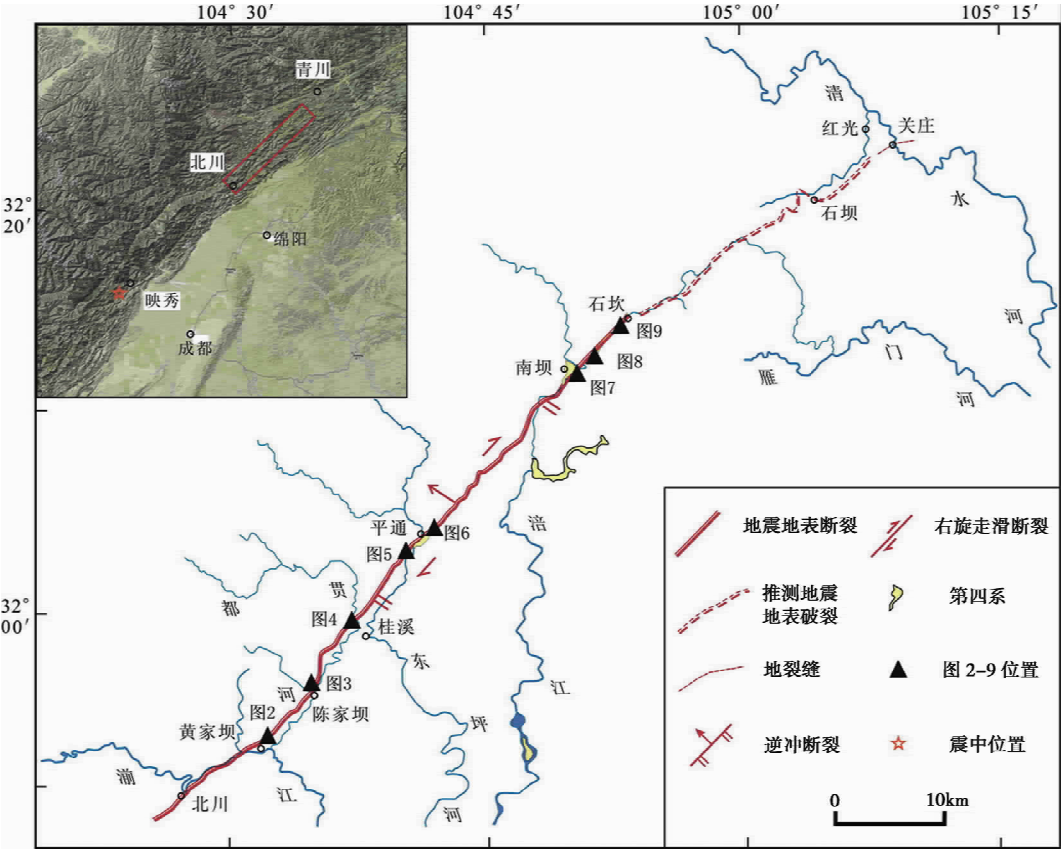 104° 30′
104° 45′
105° 00′
105° 15′
32°
20′
32°
00′
青川
北川
绵阳
映秀
成都
清
红光
关庄
水
石坝
河
石坎
图9
门
雁
河
南坝
图8
图7
平通
图6
图5
涪
贯
都
图4
桂溪
东
江
河
图3
陈家坝
坪
图2
黄家坝
湔
江
北川
河
地震地表断裂
右旋走滑断裂
推测地震
地表破裂
第四系
地裂缝
图 2-9 位置
逆冲断裂
震中位置
0
10km